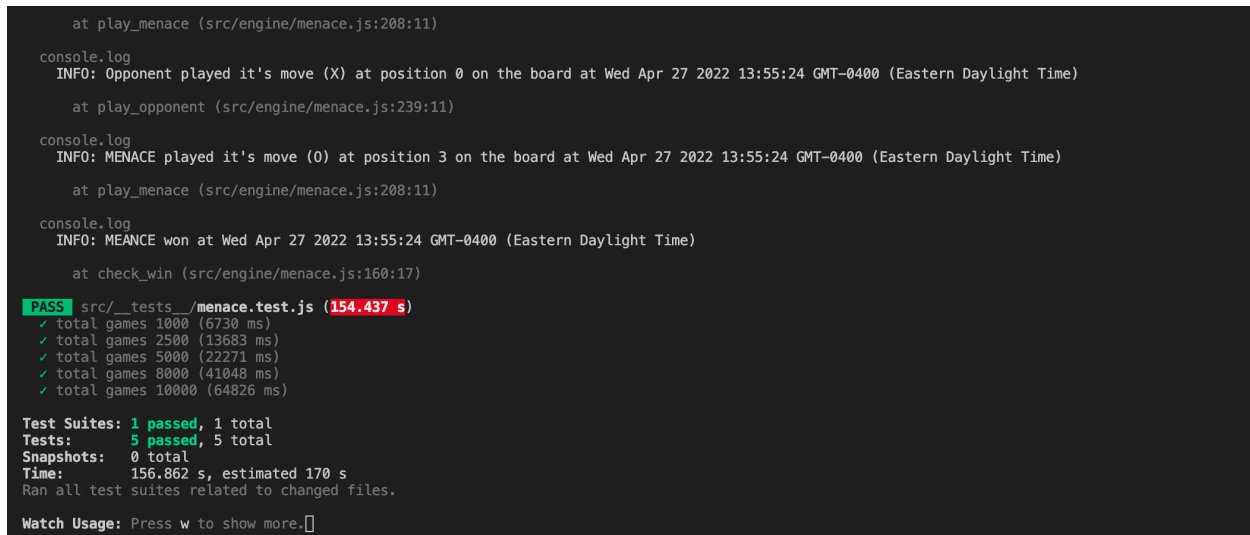 at play_menace (src/engine/menace.js:208:11)
console.log
INFO: Opponent played it's move (X) at position 0 on the board at Wed Apr 27 2022 13:55:24 GMT-0400 (Eastern Daylight Time)
at play_opponent (src/engine/menace.js:239:11)
console.log
INFO: MENACE played it's move (O) at position 3 on the board at Wed Apr 27 2022 13:55:24 GMT-0400 (Eastern Daylight Time)
at play_menace (src/engine/menace.js:208:11)
console.log
INFO: MEANCE won at Wed Apr 27 2022 13:55:24 GMT-0400 (Eastern Daylight Time)
at check_win (src/engine/menace.js:160:17)
PASS src/__tests__/menace.test.js (154.437 s)
✓ total games 1000 (6730 ms)
✓ total games 2500 (13683 ms)
✓ total games 5000 (22271 ms)
✓ total games 8000 (41048 ms)
✓ total games 10000 (64826 ms)
Test Suites: 1 passed, 1 total
Tests: 5 passed, 5 total
Snapshots: 0 total
Time: 156.862 s, estimated 170 s
Ran all test suites related to changed files.
Watch Usage: Press w to show more.